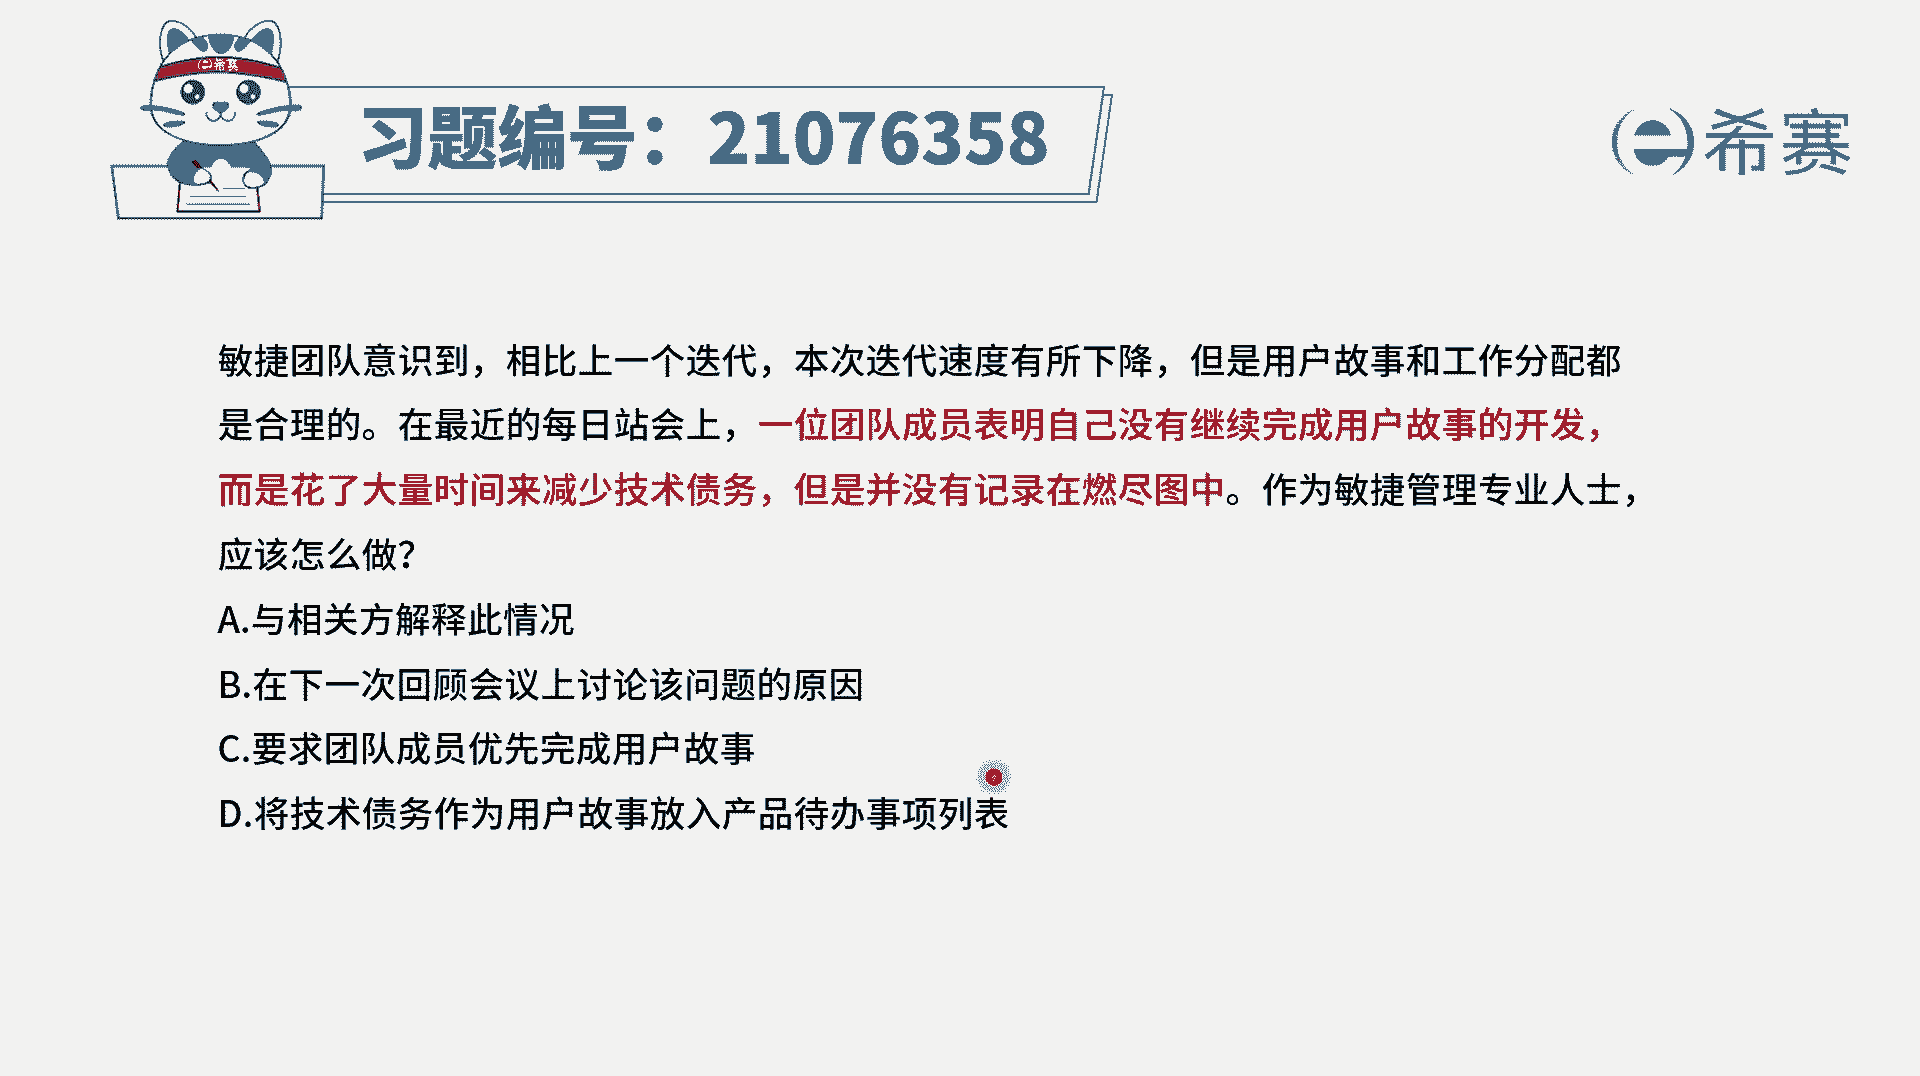 希赛
习题编号：21076358
希赛
敏捷团队意识到，相比上一个迭代，本次迭代速度有所下降，但是用户故事和工作分配都
是合理的。在最近的每日站会上，一位团队成员表明自己没有继续完成用户故事的开发，
而是花了大量时间来减少技术债务，但是并没有记录在燃尽图中。作为敏捷管理专业人士，
应该怎么做？
A.与相关方解释此情况
B.在下一次回顾会议上讨论该问题的原因
C.要求团队成员优先完成用户故事
D.将技术债务作为用户故事放入产品待办事项列表